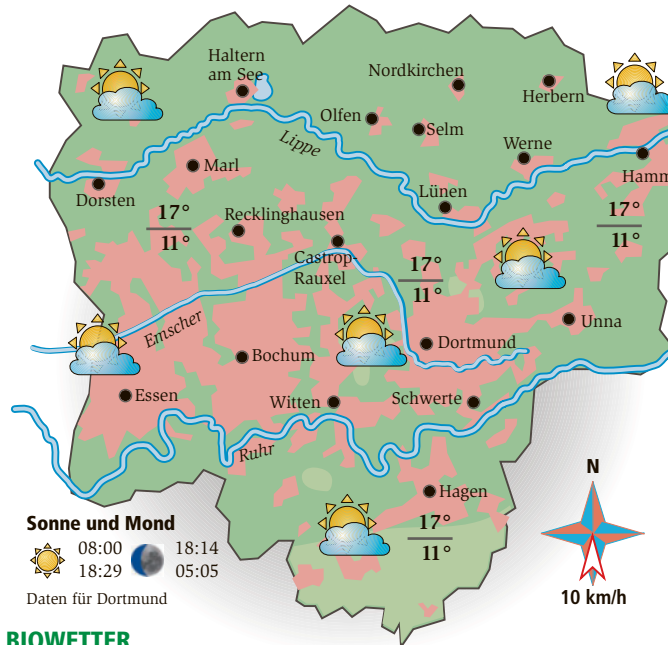 Haltern
am See
Nordkirchen
Herbern
Olfen
Selm
Lippe
Werne
Marl
Hamm
Dorsten
Lünen
17°
11°
Recklinghausen
17°
11°
Castrop-
Rauxel
17°
11°
Emscher
Unna
Dortmund
Bochum
Essen
Witten
Schwerte
Ruhr
Hagen
N
17°
11°
10 km/h
Sonne und Mond
08:00 18:14
18:29 05:05
Daten für Dortmund
BIOWETTER